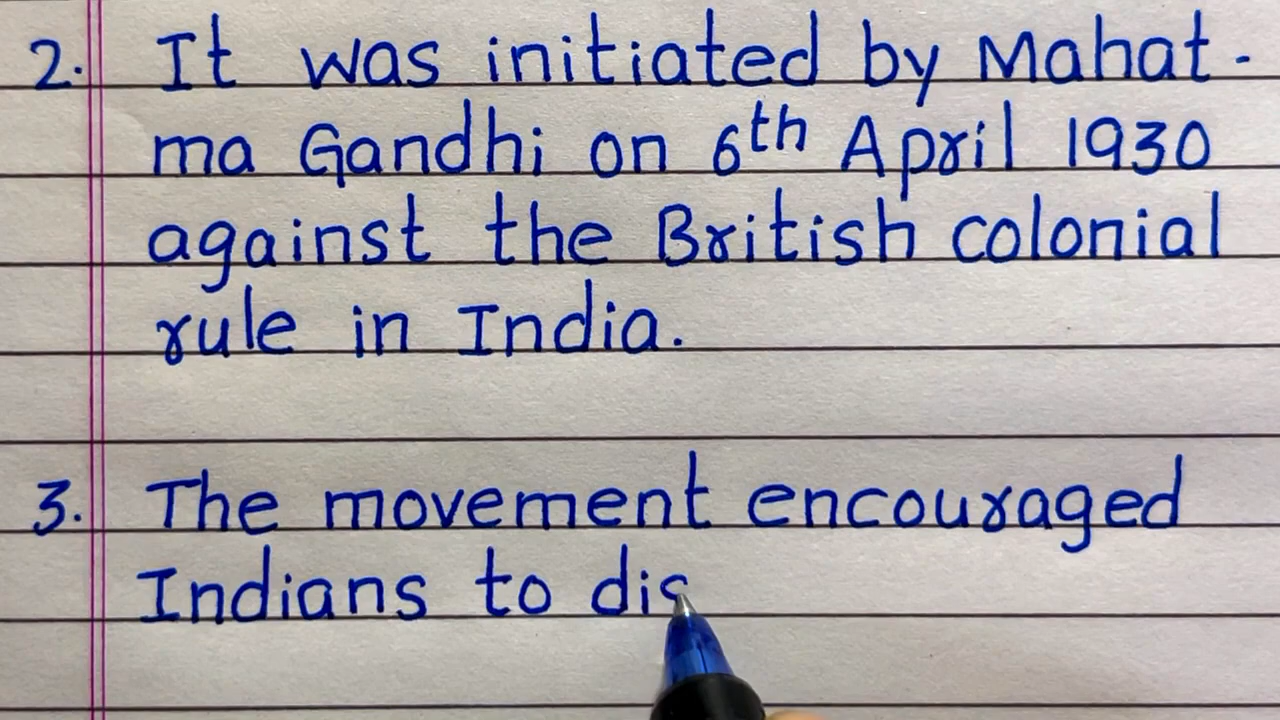 2. It was initiated by Mahat-
ma Gandhi on 6th April 1930
against the British colonial
rule in India.
3. The movement encouraged
Indians to dis